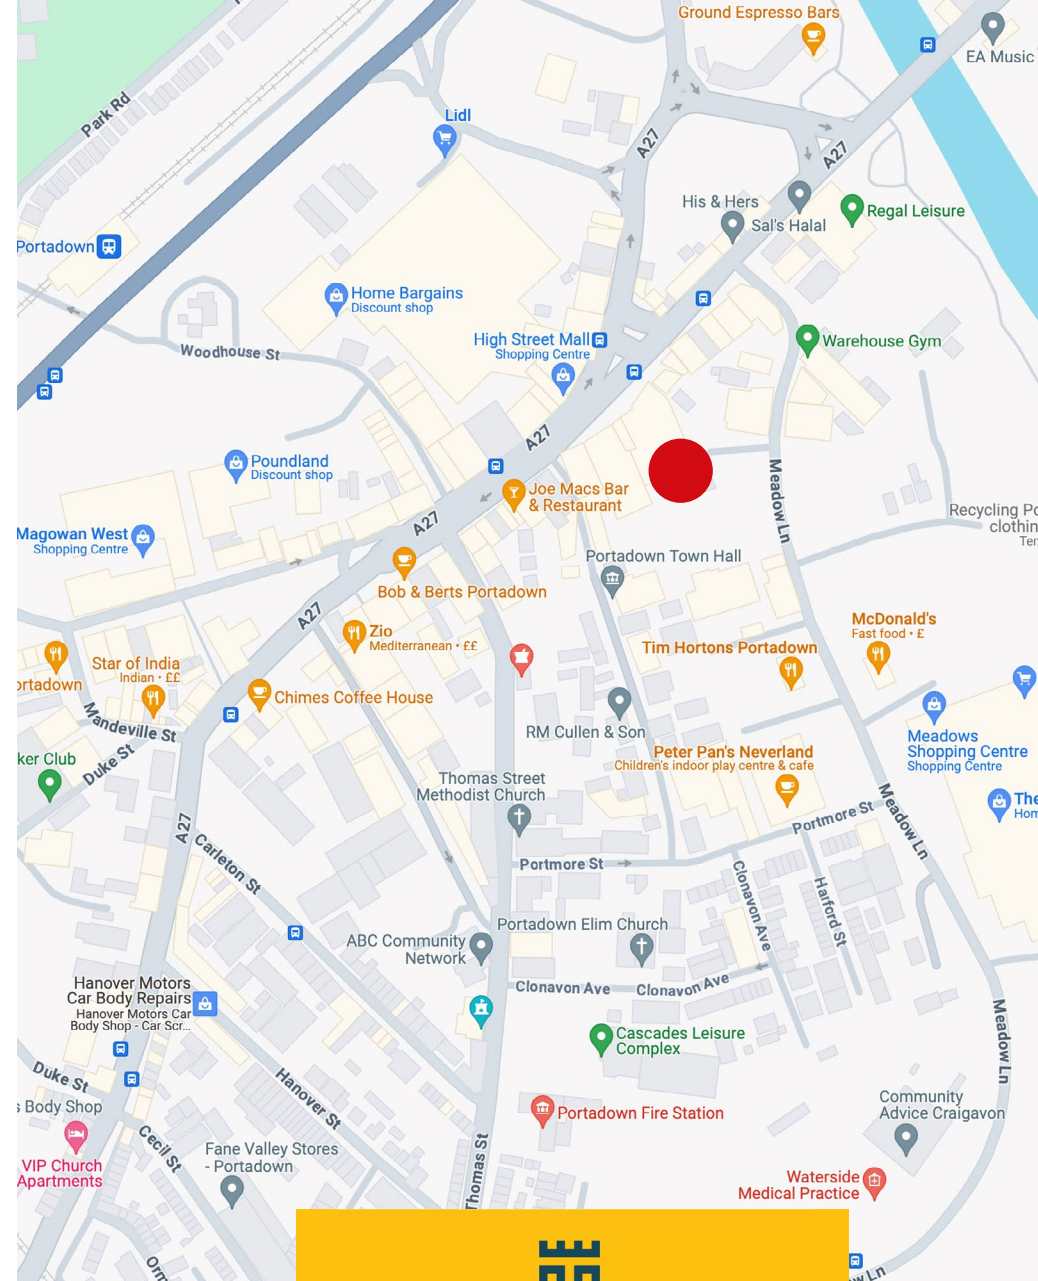 Ground Espresso Bars
EA Music
Park Rd
Lidl
A27
A27
His & Hers
Sal's Halal
Regal Leisure
Portadown
Home Bargains
Discount shop
High Street Mall
Shopping Centre
Warehouse Gym
Woodhouse St
A27
Poundland
Discount shop
Joe Macs Bar
& Restaurant
Meadow Ln
Magowan West
Shopping Centre
A27
Recycling Po
clothin
Ter
Portadown Town Hall
Bob & Berts Portadown
A27
Zio
Mediterranean • ££
McDonald's
Fast food • £
Tim Hortons Portadown
Star of India
Indian • ££
ortadown
Chimes Coffee House
Mandeville St
RM Cullen & Son
Meadows
Shopping Centre
Shopping Centre
Peter Pan's Neverland
Children's indoor play centre & cafe
ker Club
Duke St
Thomas Street
Methodist Church
The
Hom
Portmore St
Meadow Ln
A27
Carleton St
Portmore St
Clonavon Ave
Harford St
Portadown Elim Church
ABC Community
Network
Clonavon Ave
Clonavon Ave
Hanover Motors
Car Body Repairs
Hanover Motors Car
Body Shop - Car Scr...
Cascades Leisure
Complex
Meadow Ln
Duke St
Hanover St
s Body Shop
Portadown Fire Station
Community
Advice Craigavon
Cecil St
Fane Valley Stores
- Portadown
VIP Church
Apartments
Thomas St
Waterside
Medical Practice
Orm
w Ln